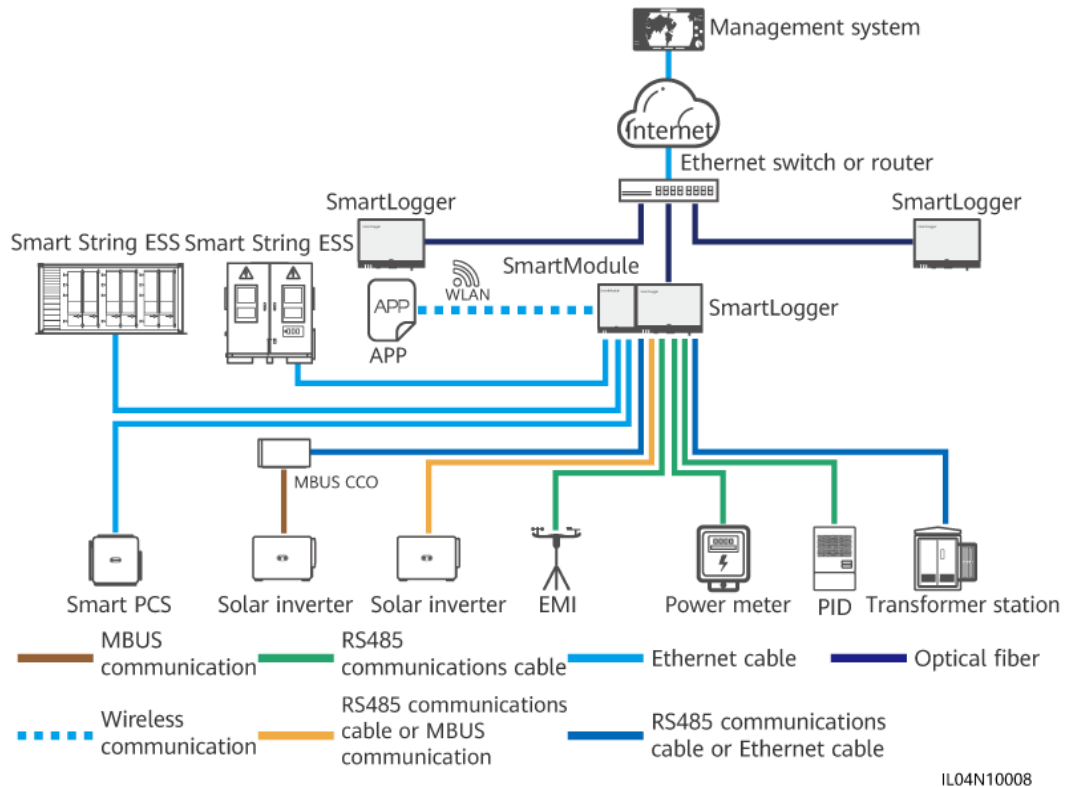 Management system
Internet
Ethernet switch or router
SmartLogger
SmartLogger
Smart String ESS
Smart String ESS
SmartModule
WLAN
SmartLogger
APP
APP
MBUS CCO
Smart PCS
Solar inverter
Solar inverter
EMI
Power meter
PID
Transformer station
MBUS
communication
RS485
communications cable
Ethernet cable
Optical fiber
Wireless
communication
RS485 communications
cable or MBUS
communication
RS485 communications
cable or Ethernet cable
IL04N10008